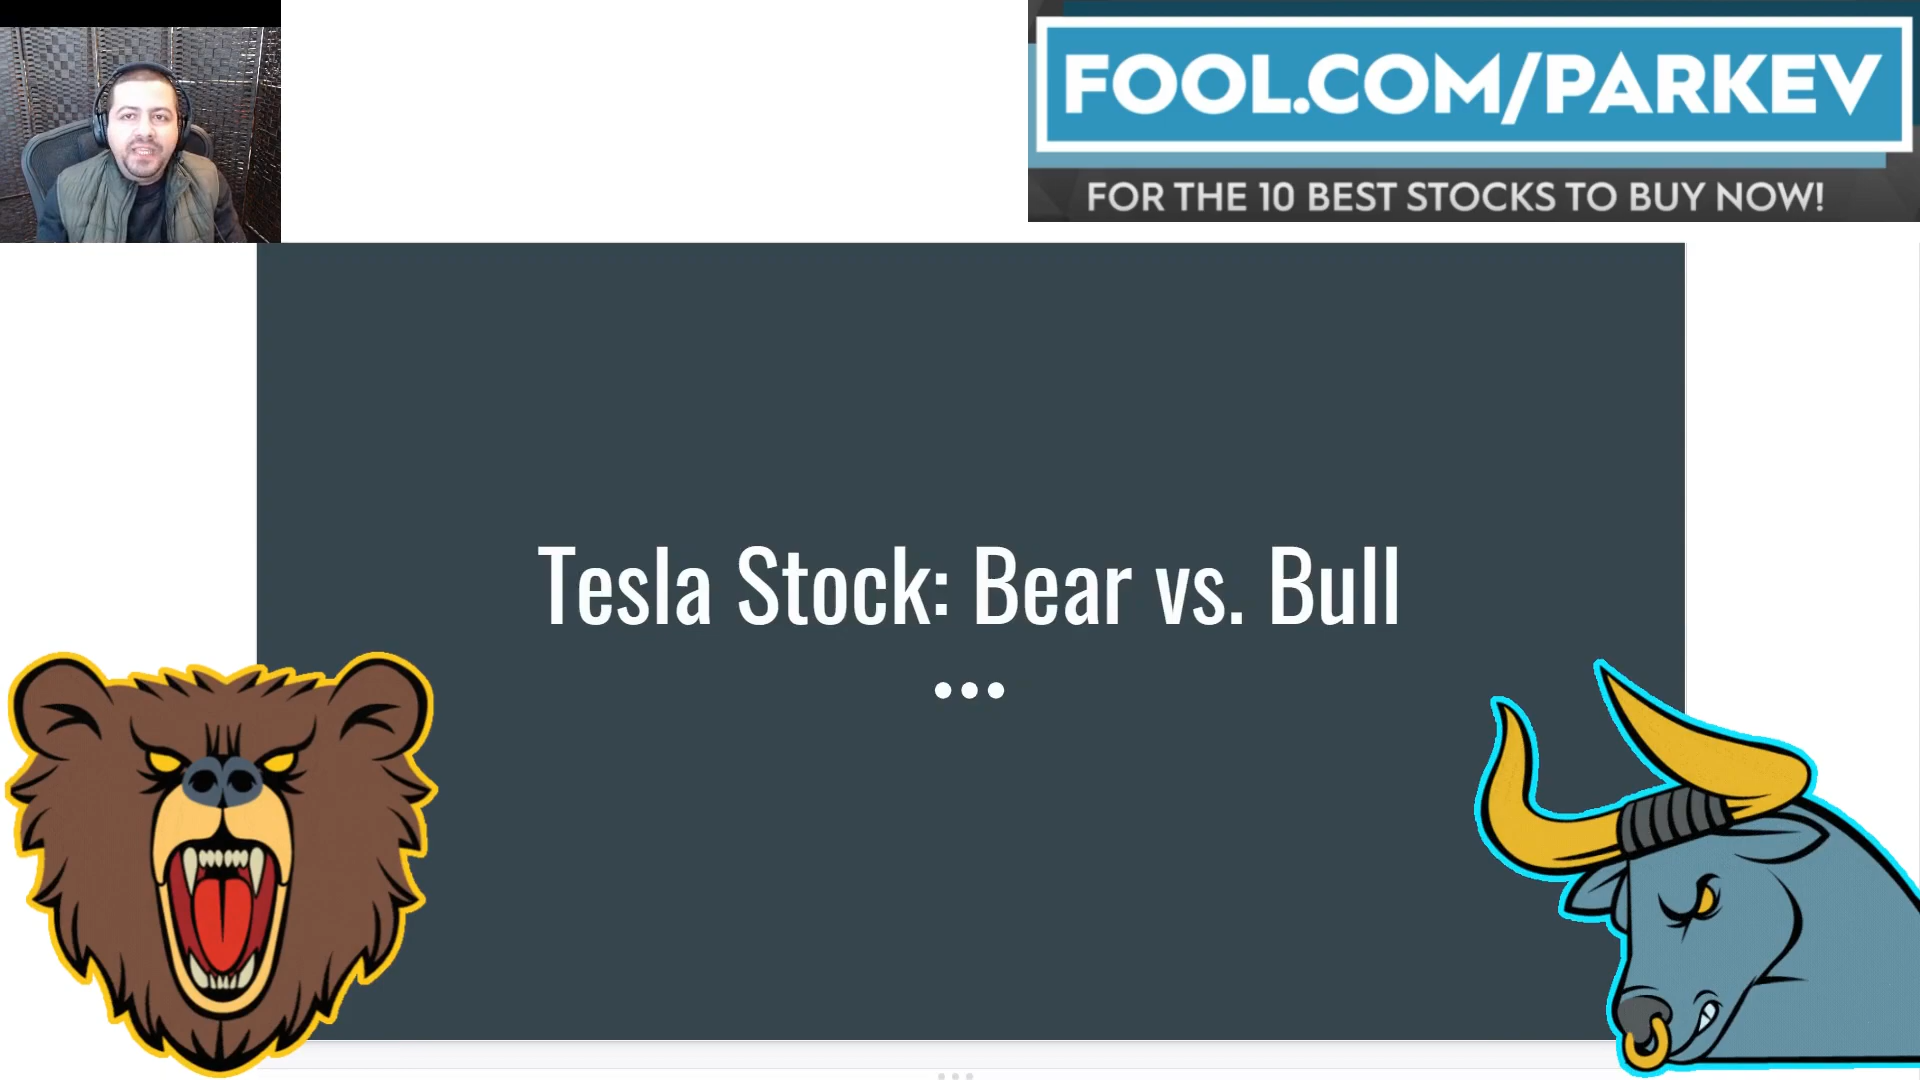 FOOL.COM/PARKEV
FOR THE 10 BEST STOCKS TO BUY NOW!
Tesla Stock: Bear vs. Bull